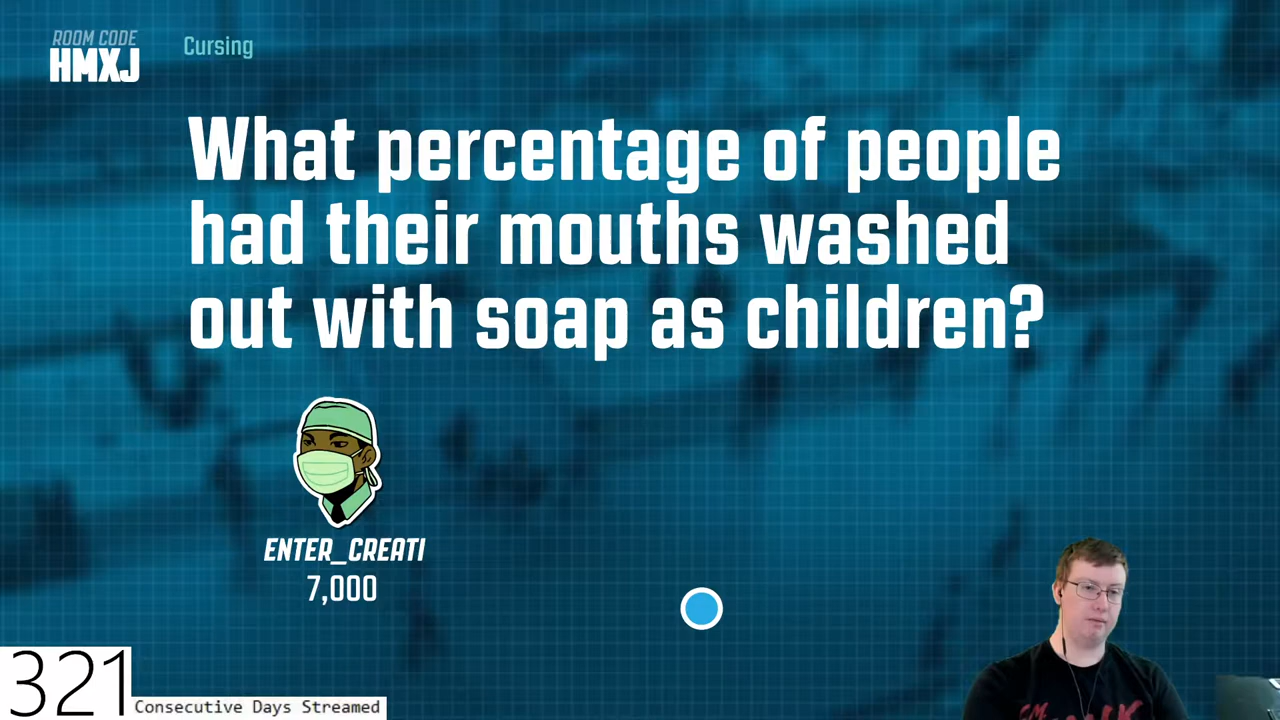 ROOM CODE
HMXJ
Cursing
What percentage of people
had their mouths washed
out with soap as children?
ENTER_CREATI
7,000
321
Consecutive Days Streamed